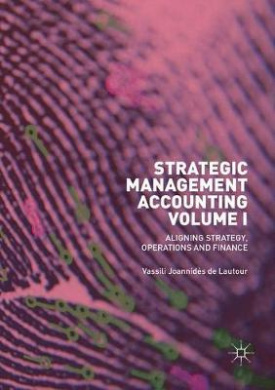 STRATEGIC
MANAGEMENT
ACCOUNTING
VOLUME I
ALIGNING STRATEGY,
OPERATIONS AND FINANCE
Vassili Joannidès de Lautour